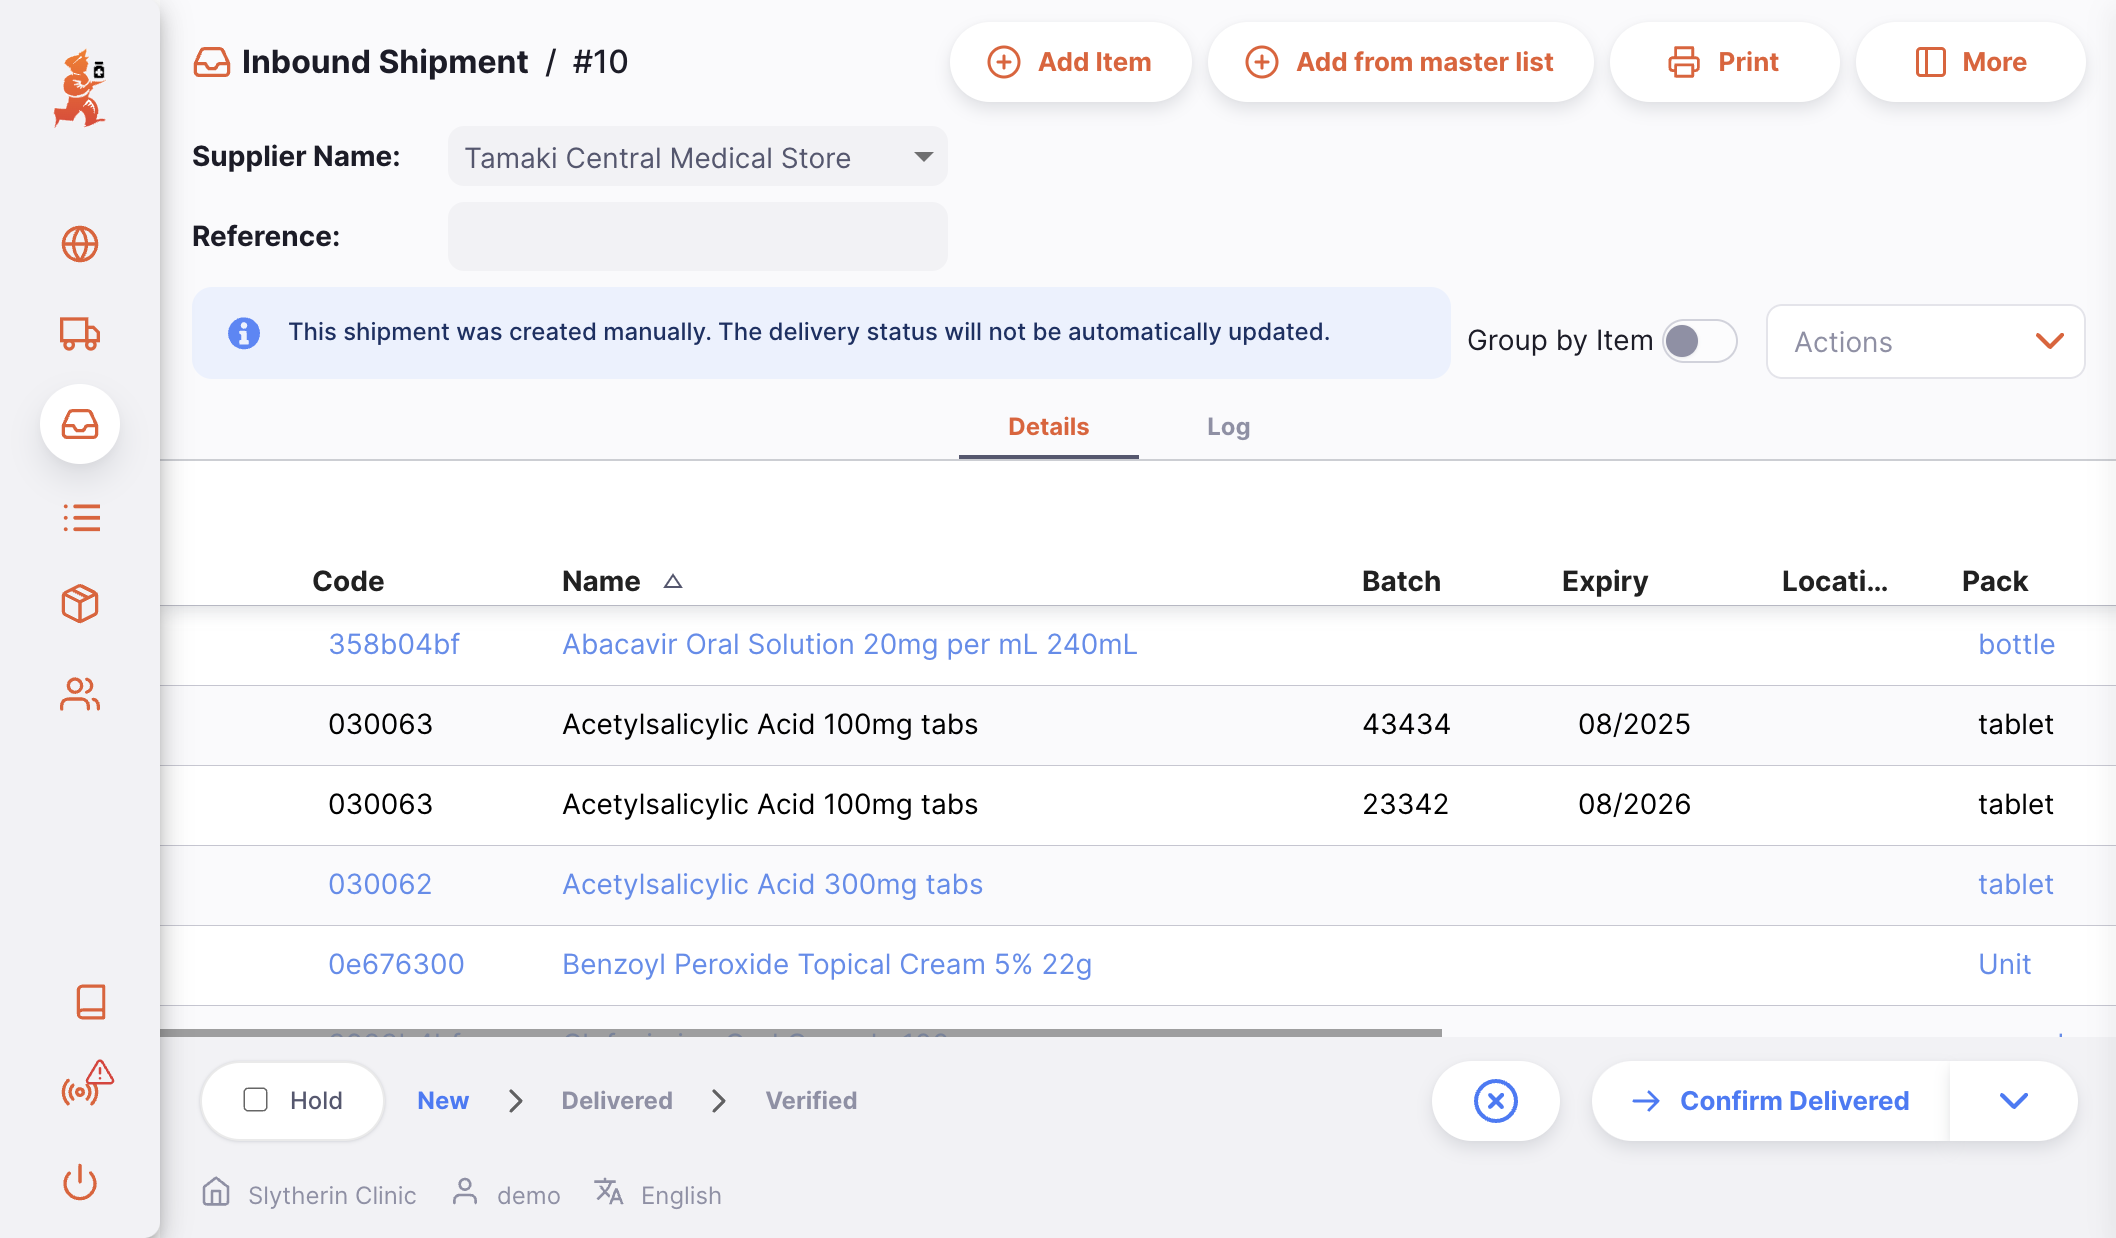 Inbound Shipment / #10
Add Item
Add from master list
Print
More
Supplier Name:
Tamaki Central Medical Store
Reference:
This shipment was created manually. The delivery status will not be automatically updated.
Group by Item
Actions
Details
Log
Code Name Batch Expiry Locati... Pack
358b04bf Abacavir Oral Solution 20mg per mL 240mL bottle
030063 Acetylsalicylic Acid 100mg tabs 43434 08/2025 tablet
030063 Acetylsalicylic Acid 100mg tabs 23342 08/2026 tablet
030062 Acetylsalicylic Acid 300mg tabs tablet
0e676300 Benzoyl Peroxide Topical Cream 5% 22g Unit
Hold
New > Delivered > Verified
Confirm Delivered
Slytherin Clinic demo English